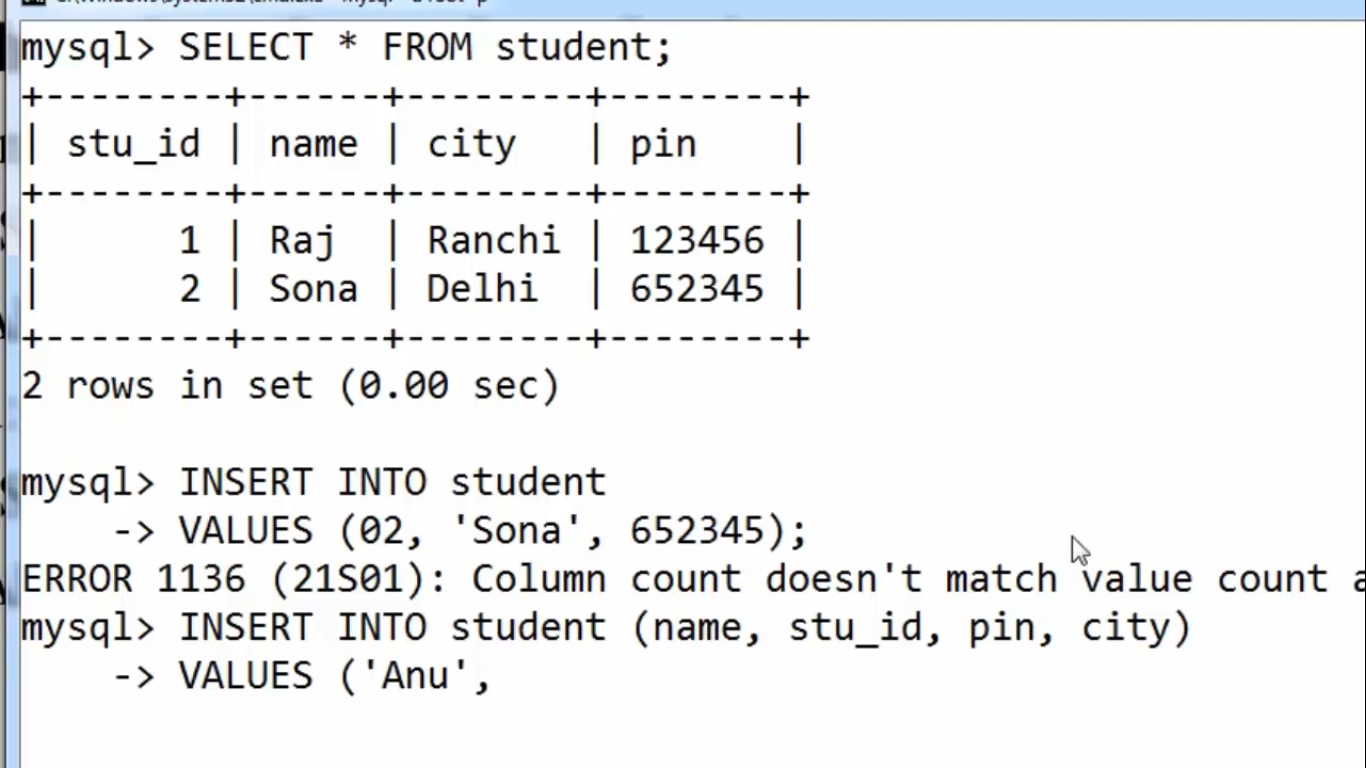 mysql> SELECT * FROM student;
+--------+------+--------+--------+
| stu_id | name | city   | pin    |
+--------+------+--------+--------+
|      1 | Raj  | Ranchi | 123456 |
|      2 | Sona | Delhi  | 652345 |
+--------+------+--------+--------+
2 rows in set (0.00 sec)
mysql> INSERT INTO student
    -> VALUES (02, 'Sona', 652345);
ERROR 1136 (21S01): Column count doesn't match value count a
mysql> INSERT INTO student (name, stu_id, pin, city)
    -> VALUES ('Anu',